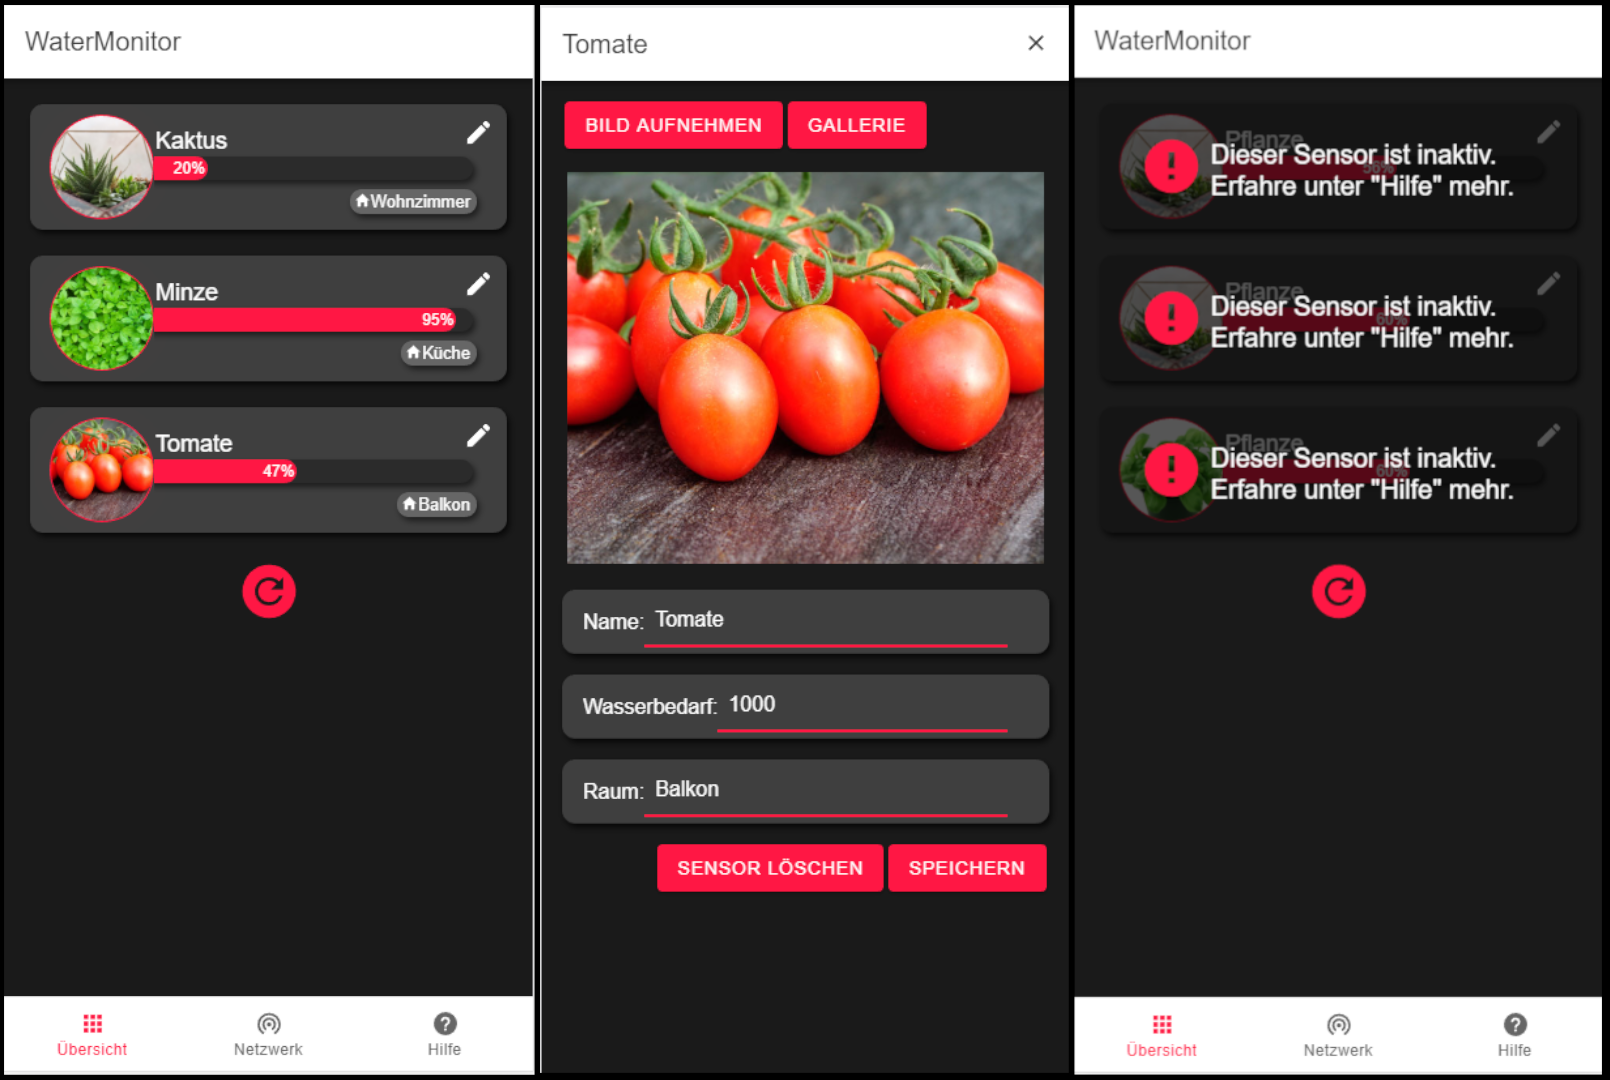 WaterMonitor
Kaktus
20%
Wohnzimmer
Minze
95%
Küche
Tomate
47%
Balkon
Übersicht
Netzwerk
Hilfe
Tomate
BILD AUFNEHMEN
GALLERIE
Name: Tomate
Wasserbedarf: 1000
Raum: Balkon
SENSOR LÖSCHEN
SPEICHERN
WaterMonitor
Pflanze
Dieser Sensor ist inaktiv.
Erfahre unter "Hilfe" mehr.
Pflanze
Dieser Sensor ist inaktiv.
60%
Erfahre unter "Hilfe" mehr.
Pflanze
Dieser Sensor ist inaktiv.
60%
Erfahre unter "Hilfe" mehr.
Übersicht
Netzwerk
Hilfe